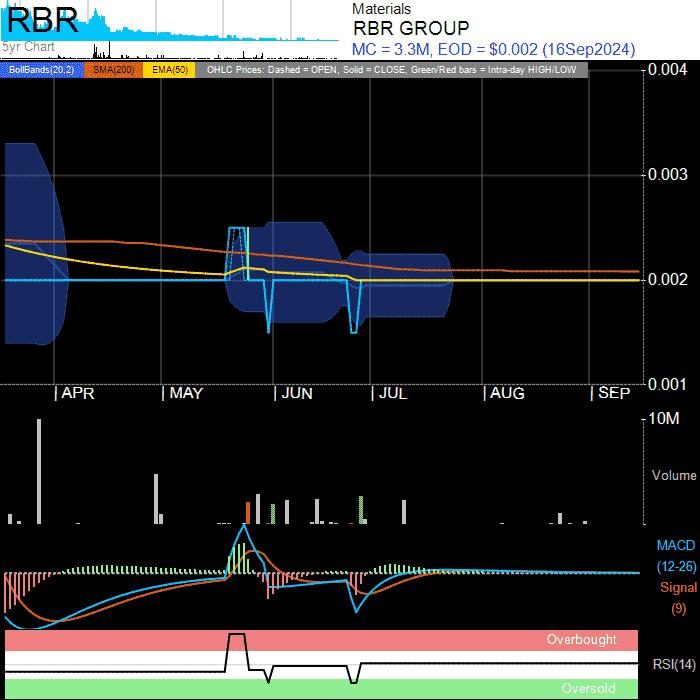 RBR
5yr Chart
Materials
RBR GROUP
MC = 3.3M, EOD = $0.002 (16Sep2024)
BollBands(20,2) SMA(200) EMA(50) OHLC Prices: Dashed = OPEN, Solid = CLOSE, Green/Red bars = Intra-day HIGH/LOW
0.004
0.003
0.002
0.001
| APR | MAY | JUN | JUL | AUG | SEP
10M
Volume
MACD
(12-26)
Signal
(9)
Overbought
RSI(14)
Oversold